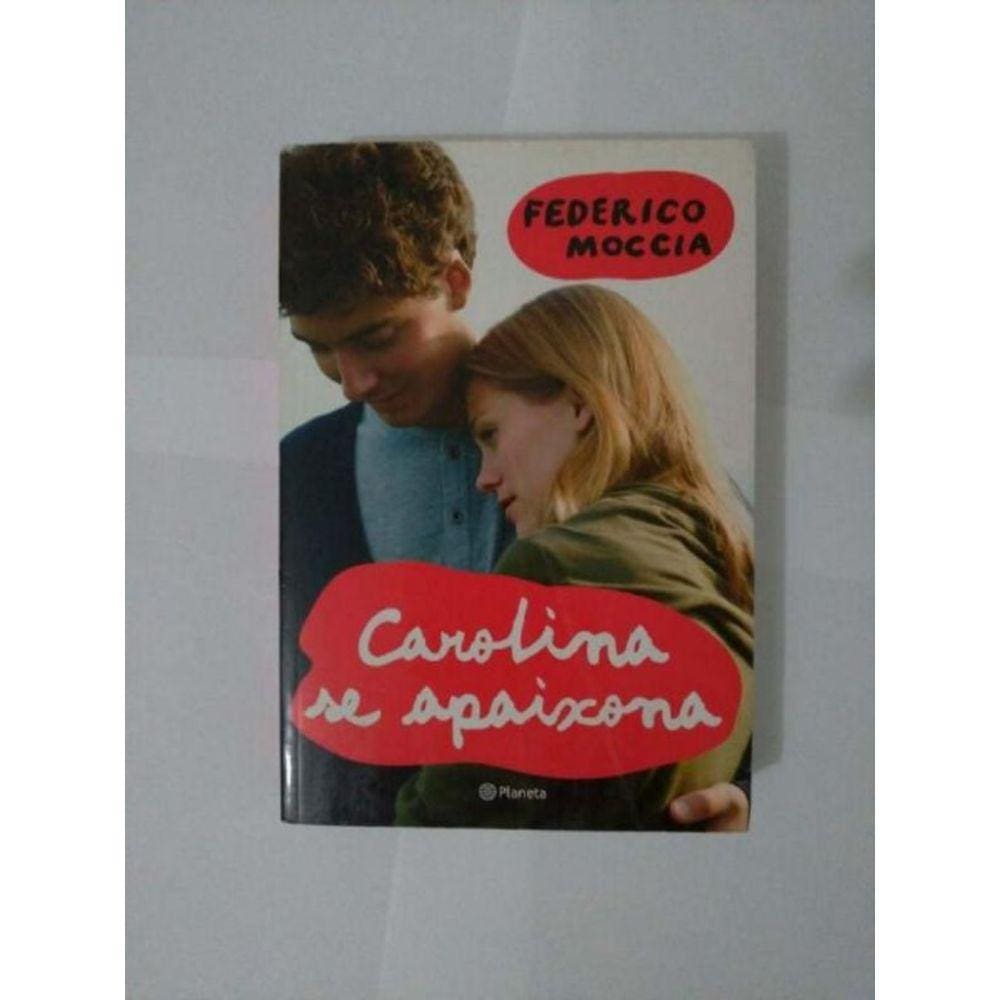 FEDERICO
MOCCIA
Carolina
se apaixona
Planeta